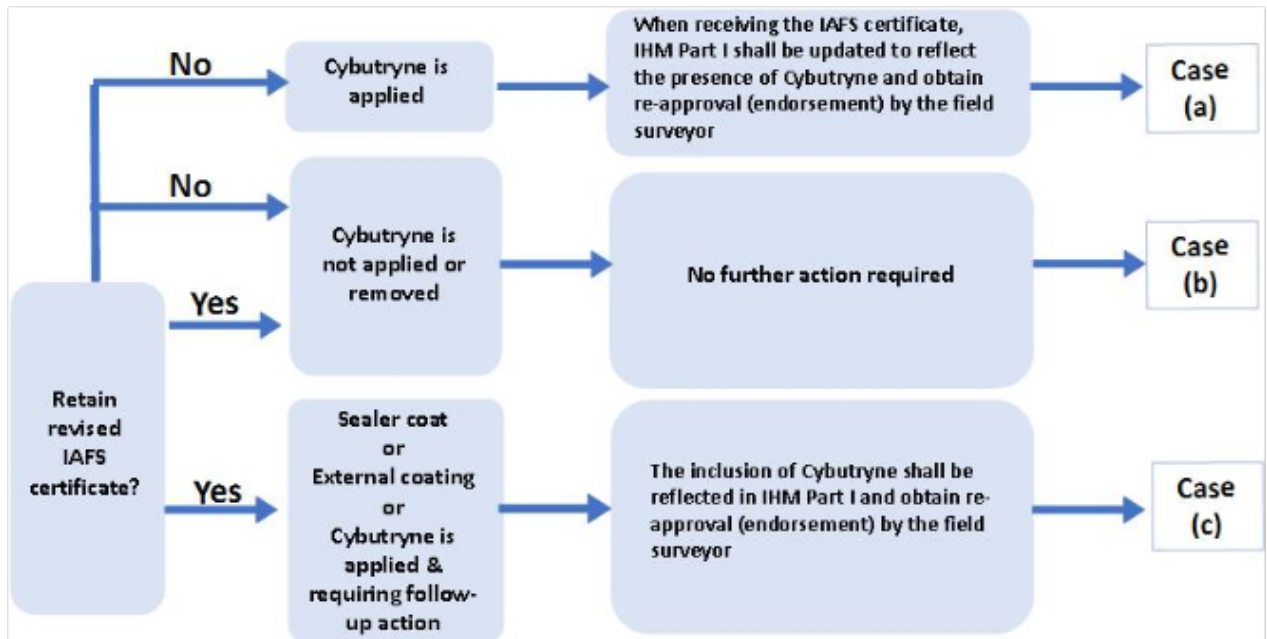 No
Cybutryne is
applied
When receiving the IAFS certificate,
IHM Part I shall be updated to reflect
the presence of Cybutryne and obtain
re-approval (endorsement) by the field
surveyor
Case
(a)
No
Yes
Cybutryne is
not applied or
removed
No further action required
Case
(b)
Retain
revised
IAFS
certificate?
Yes
Sealer coat
or
External coating
or
Cybutryne is
applied &
requiring follow-
up action
The inclusion of Cybutryne shall be
reflected in IHM Part I and obtain re-
approval (endorsement) by the field
surveyor
Case
(c)